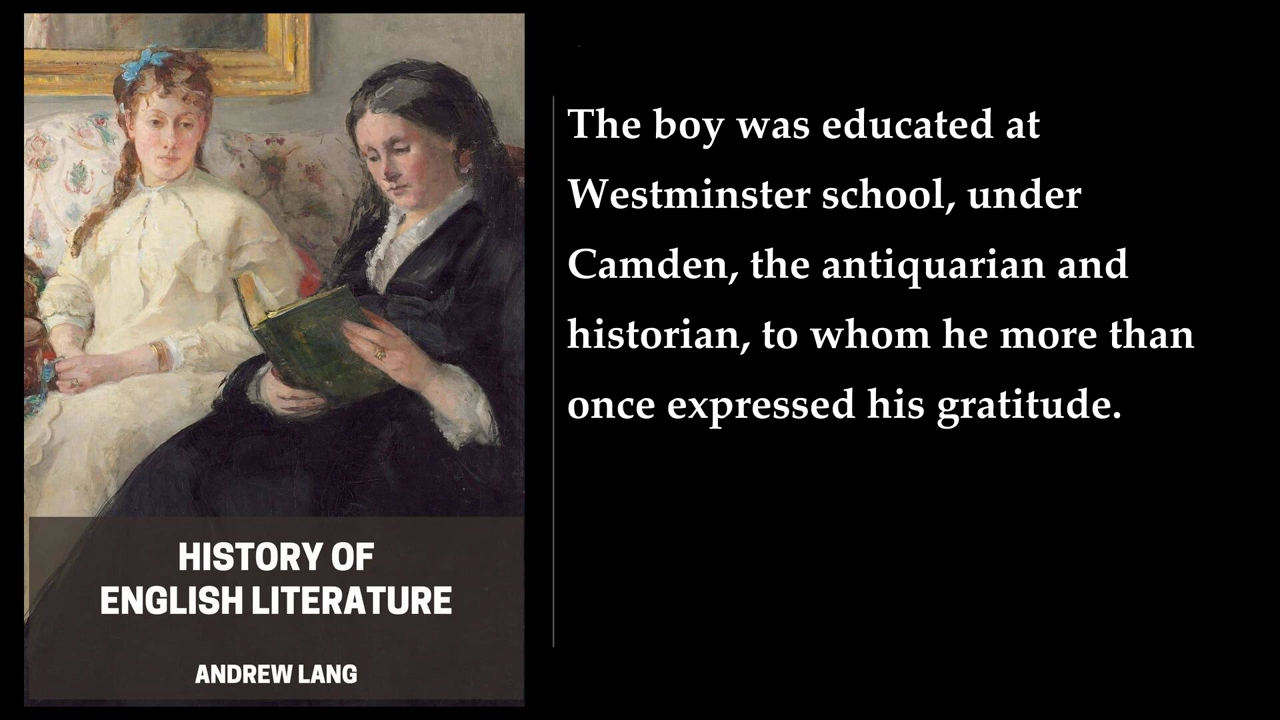 The boy was educated at
Westminster school, under
Camden, the antiquarian and
historian, to whom he more than
once expressed his gratitude.
HISTORY OF
ENGLISH LITERATURE
ANDREW LANG